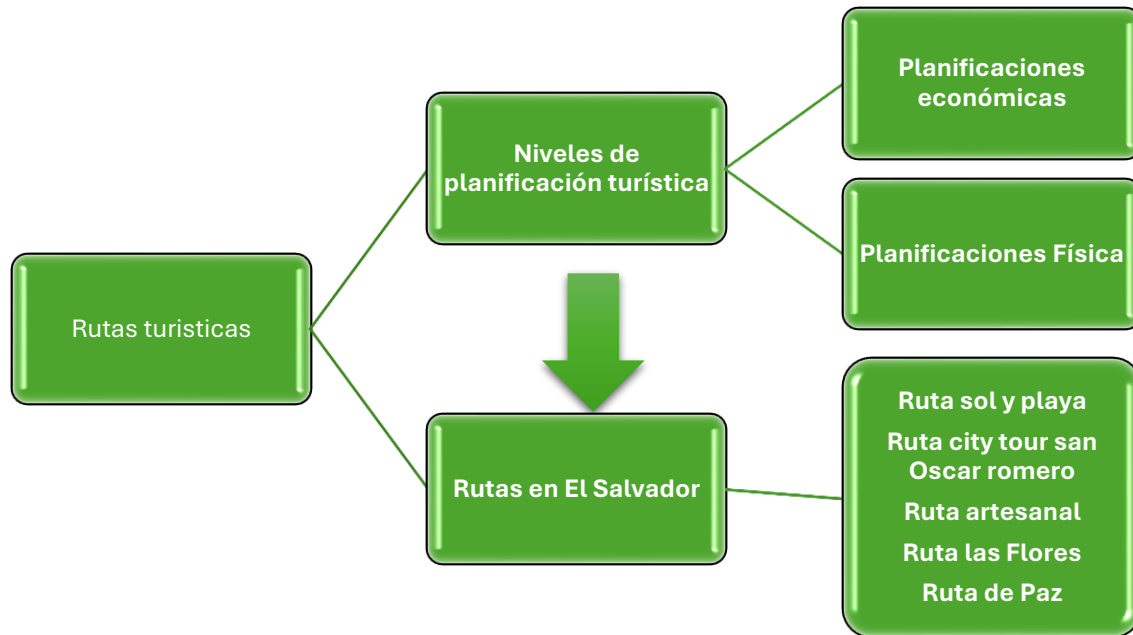 Planificaciones
económicas
Niveles de
planificación turística
Planificaciones Física
Rutas turisticas
Rutas en El Salvador
Ruta sol y playa
Ruta city tour san
Oscar romero
Ruta artesanal
Ruta las Flores
Ruta de Paz